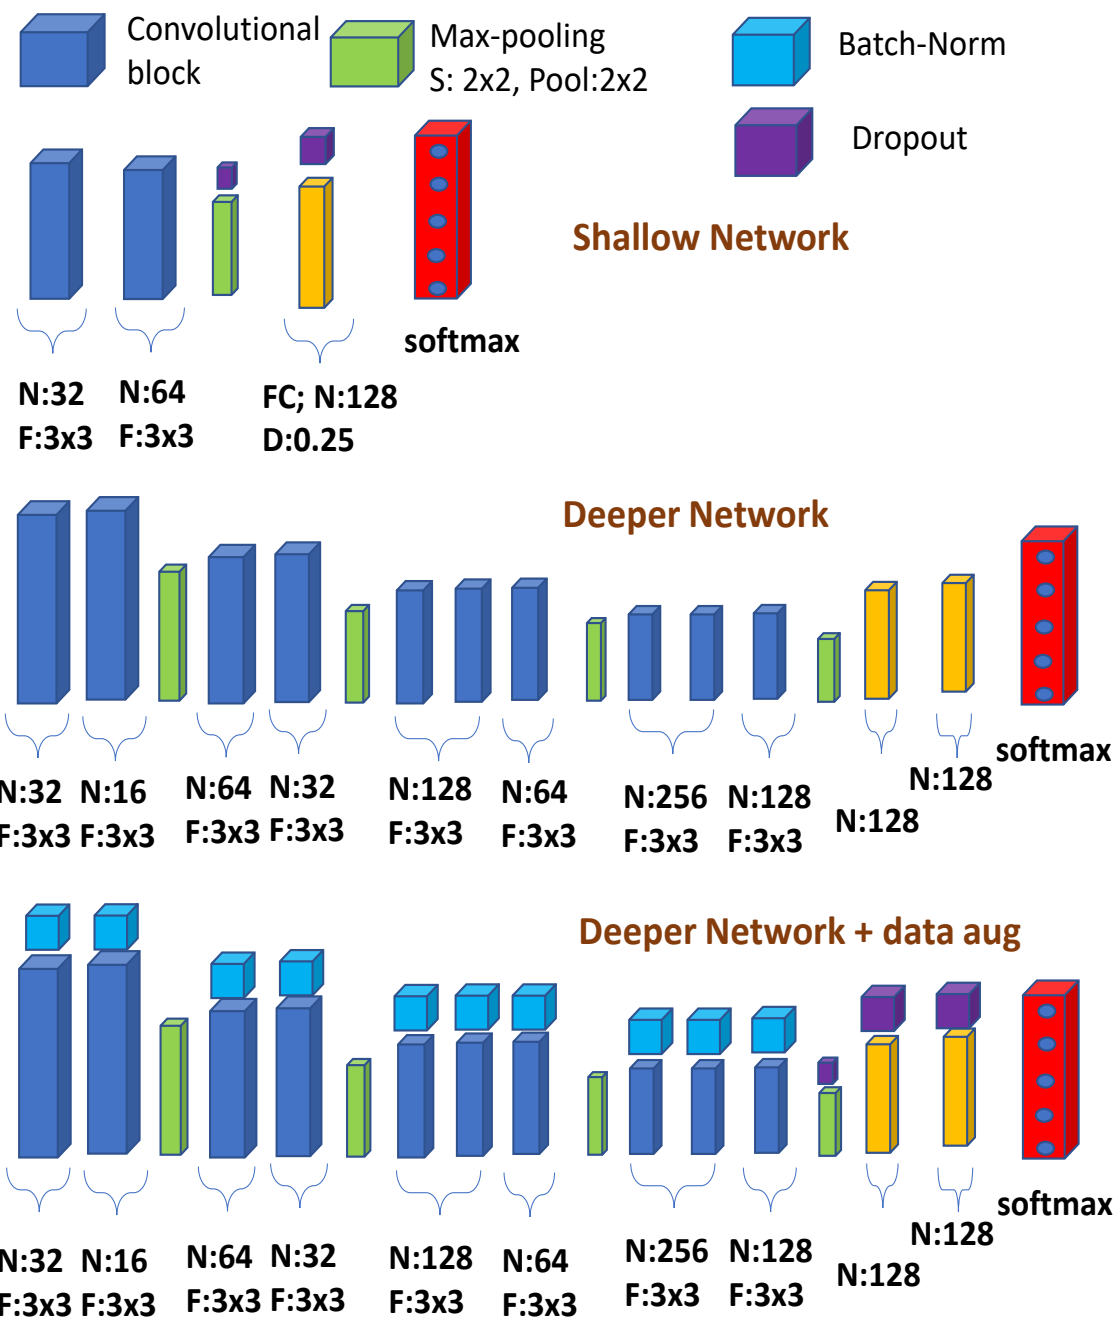 Convolutional
block
Max-pooling
S: 2x2, Pool:2x2
Batch-Norm
Dropout
Shallow Network
softmax
N:32
F:3x3
N:64
F:3x3
FC; N:128
D:0.25
Deeper Network
softmax
N:32 N:16 N:64 N:32 N:128 N:64 N:256 N:128 N:128 N:128
F:3x3 F:3x3 F:3x3 F:3x3 F:3x3 F:3x3 F:3x3 F:3x3
Deeper Network + data aug
softmax
N:32 N:16 N:64 N:32 N:128 N:64 N:256 N:128 N:128 N:128
F:3x3 F:3x3 F:3x3 F:3x3 F:3x3 F:3x3 F:3x3 F:3x3